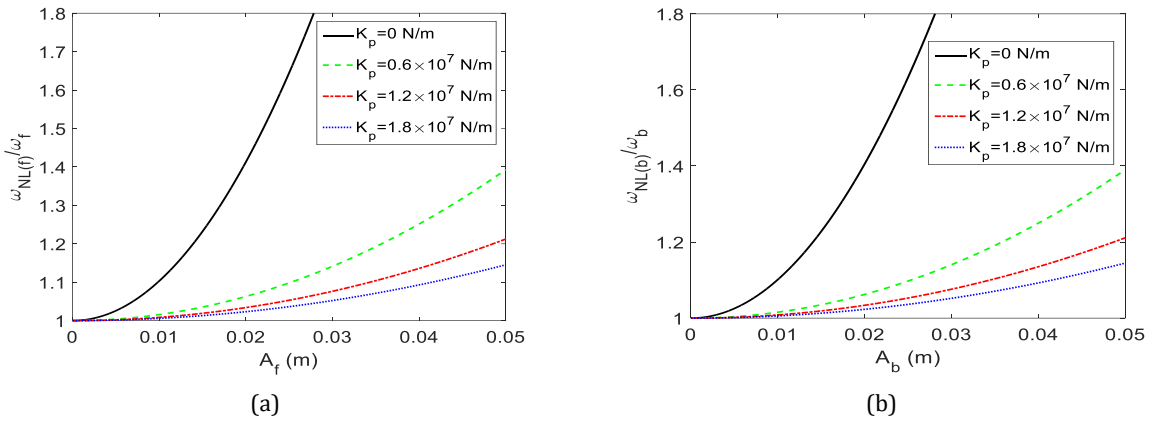 1.8
1.7
1.6
1.5
1.4
1.3
1.2
1.1
1
ω_NL(f)/ω_f
0 0.01 0.02 0.03 0.04 0.05
A_f (m)
K_p=0 N/m
K_p=0.6×10^7 N/m
K_p=1.2×10^7 N/m
K_p=1.8×10^7 N/m
(a)
1.8
1.6
1.4
1.2
1
ω_NL(b)/ω_b
0 0.01 0.02 0.03 0.04 0.05
A_b (m)
K_p=0 N/m
K_p=0.6×10^7 N/m
K_p=1.2×10^7 N/m
K_p=1.8×10^7 N/m
(b)